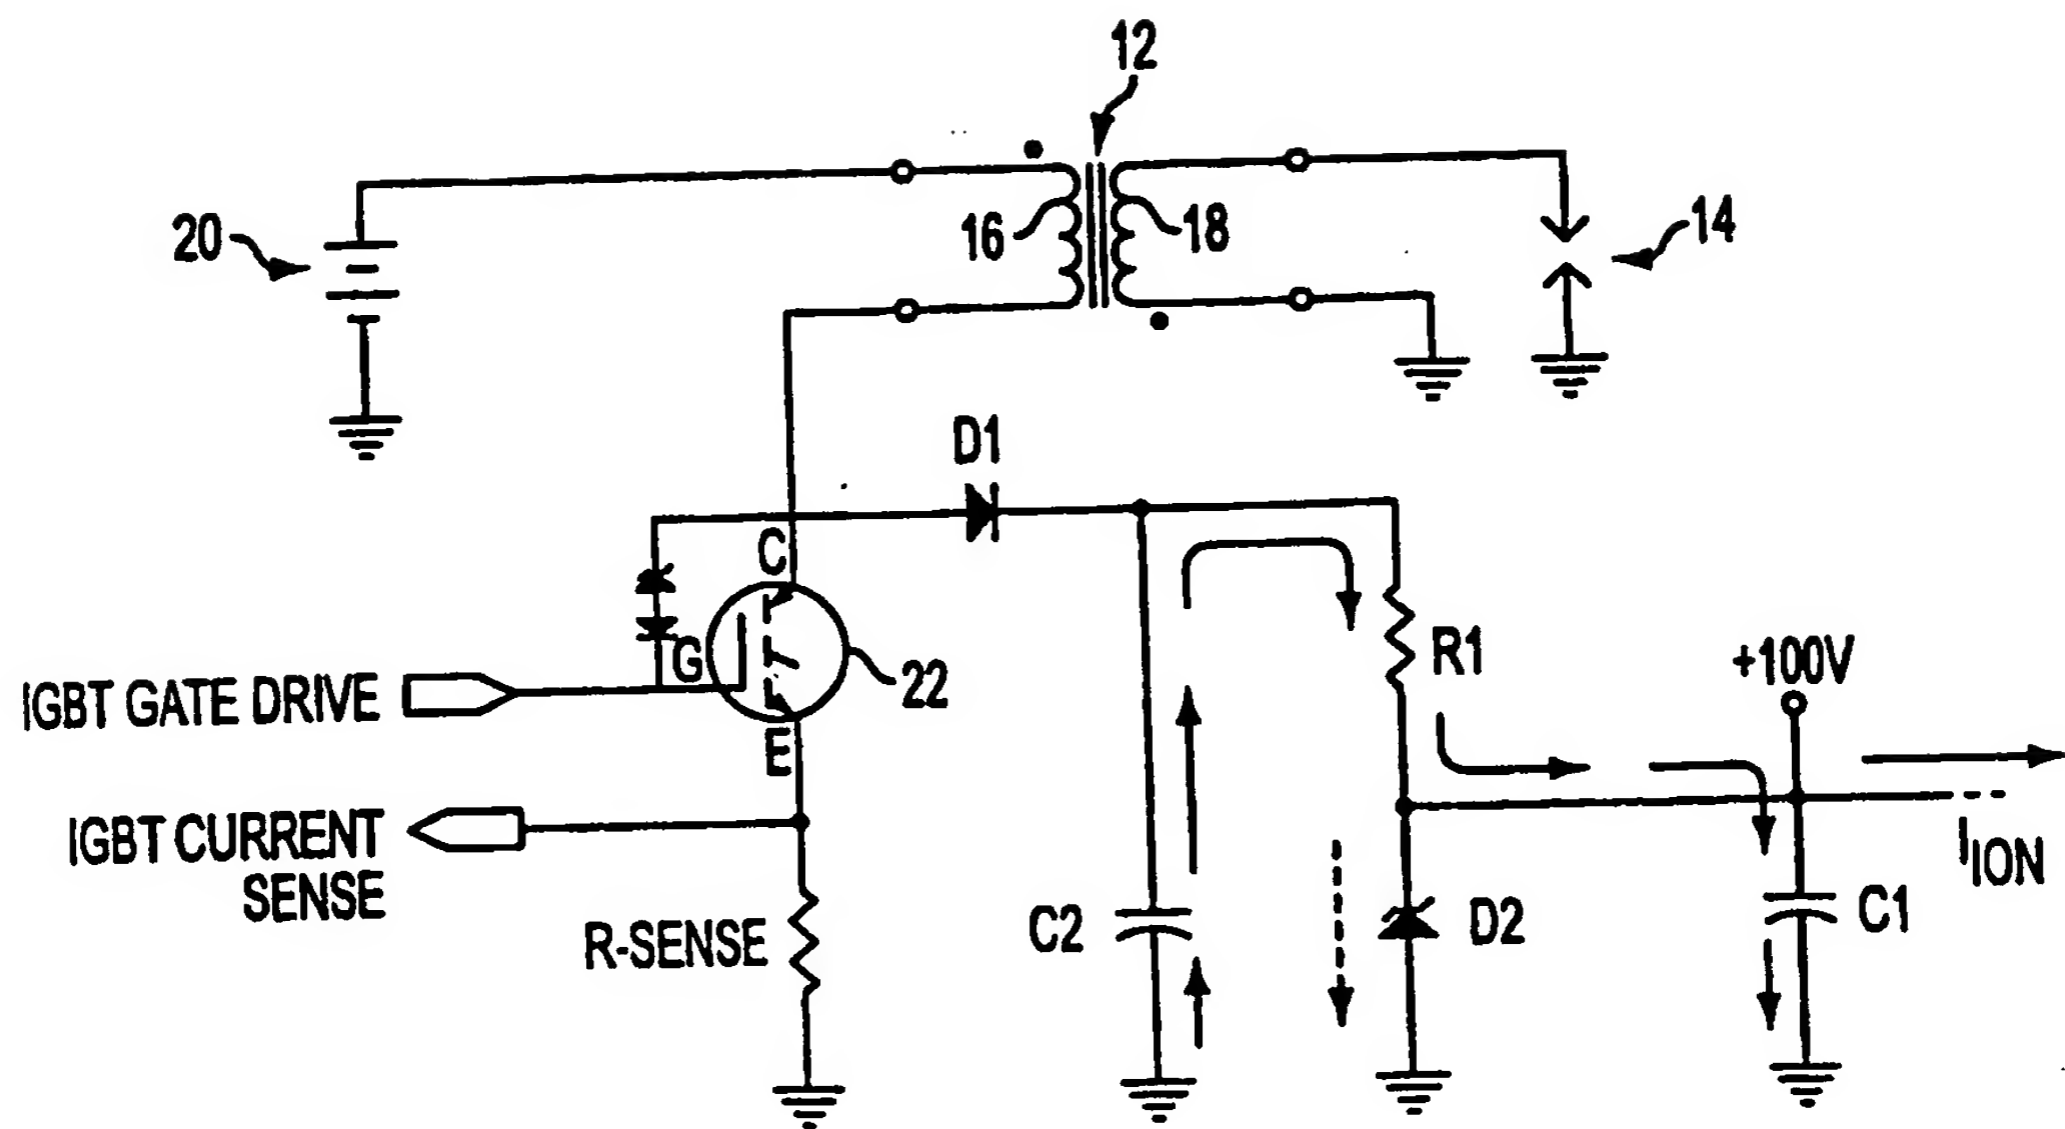 12
20
16
18
14
D1
C
G
22
R1
+100V
IGBT GATE DRIVE
E
IGBT CURRENT
SENSE
I ION
R-SENSE
C2
D2
C1